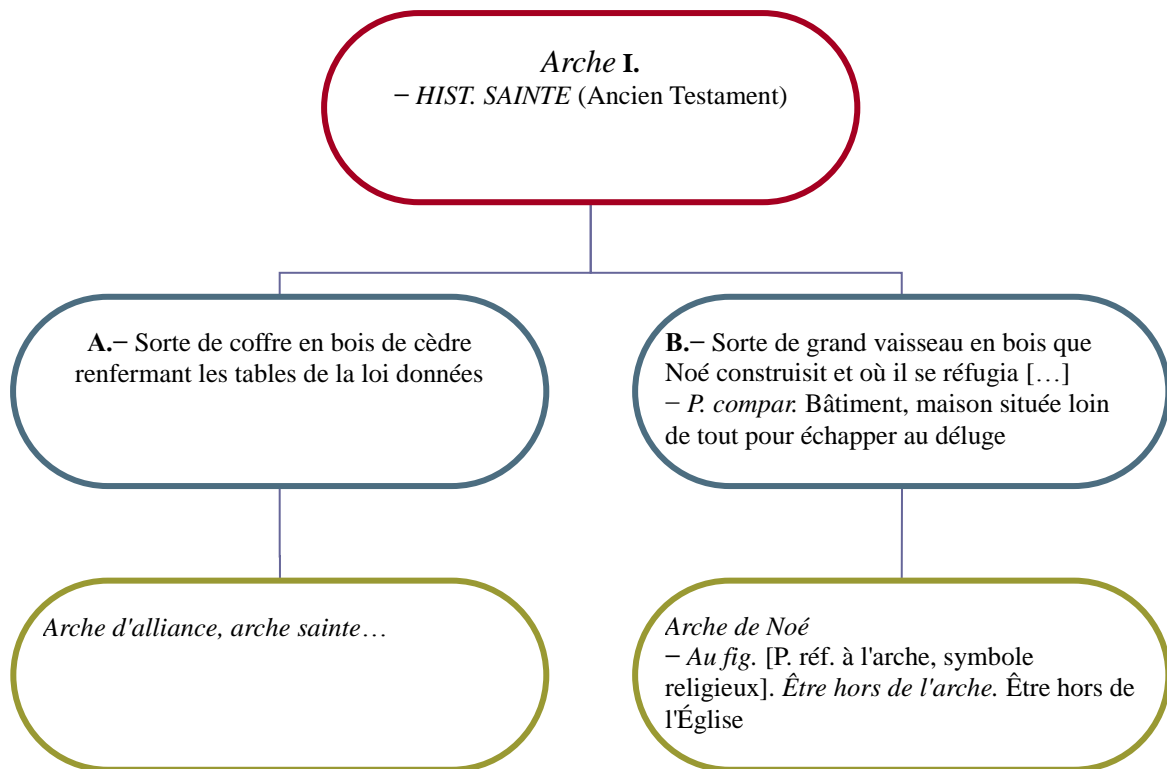 Arche I.
− HIST. SAINTE (Ancien Testament)
A.− Sorte de coffre en bois de cèdre
renfermant les tables de la loi données
B.− Sorte de grand vaisseau en bois que
Noé construisit et où il se réfugia […]
− P. compar. Bâtiment, maison située loin
de tout pour échapper au déluge
Arche d'alliance, arche sainte…
Arche de Noé
− Au fig. [P. réf. à l'arche, symbole
religieux]. Être hors de l'arche. Être hors de
l'Église